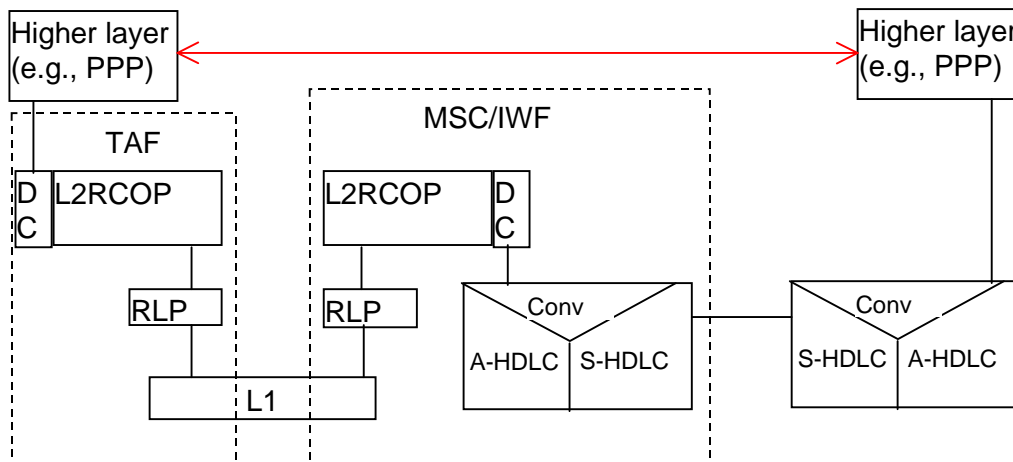 Higher layer
(e.g., PPP)
Higher layer
(e.g., PPP)
TAF
MSC/IWF
D
C
L2RCOP
L2RCOP
D
C
RLP
RLP
Conv
A-HDLC
S-HDLC
Conv
S-HDLC
A-HDLC
L1